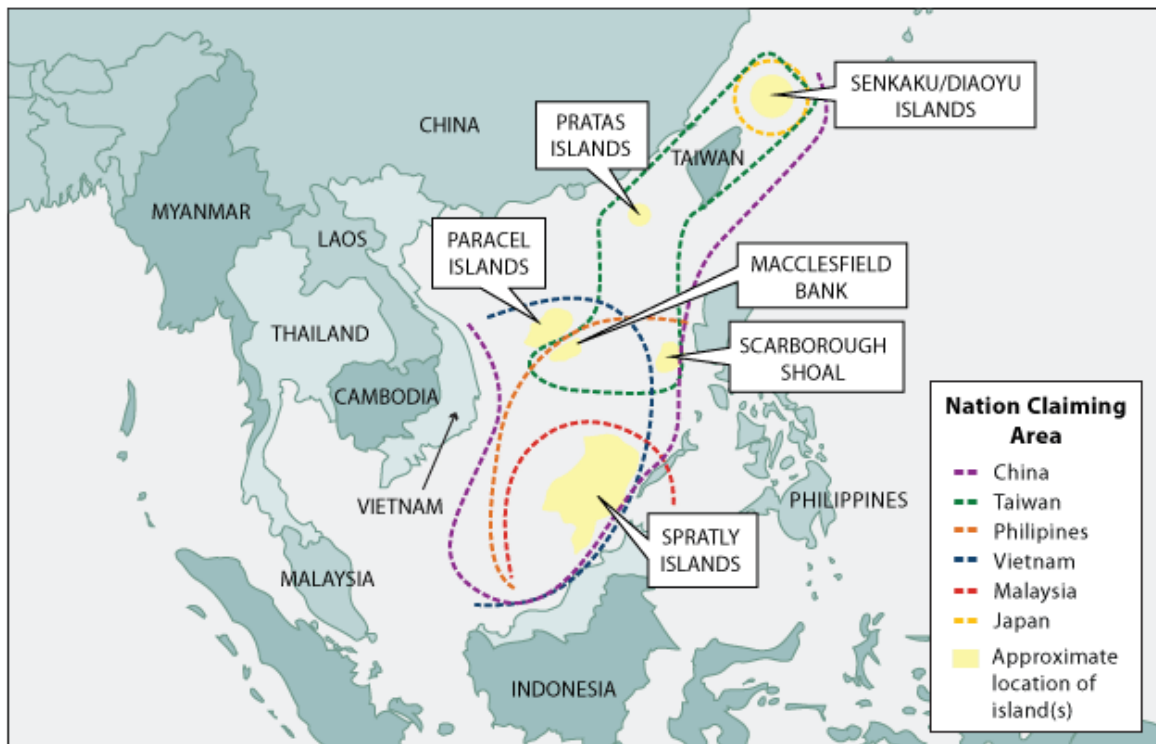 SENKAKU/DIAOYU
ISLANDS
PRATAS
ISLANDS
CHINA
TAIWAN
MYANMAR
LAOS
PARACEL
ISLANDS
MACCLESFIELD
BANK
THAILAND
SCARBOROUGH
SHOAL
CAMBODIA
VIETNAM
PHILIPPINES
SPRATLY
ISLANDS
MALAYSIA
INDONESIA
Nation Claiming
Area
China
Taiwan
Philipines
Vietnam
Malaysia
Japan
Approximate
location of
island(s)